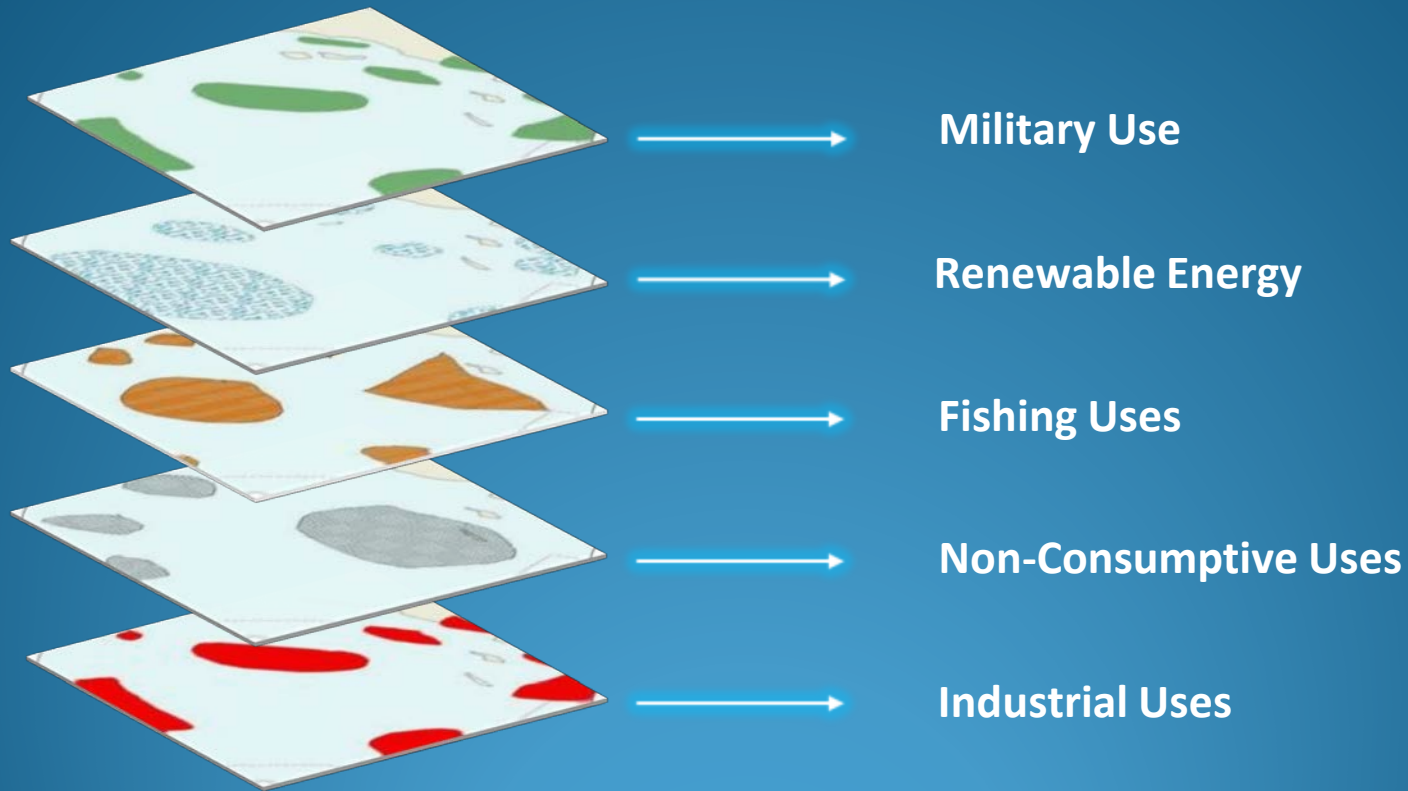 Military Use
Renewable Energy
Fishing Uses
Non-Consumptive Uses
Industrial Uses